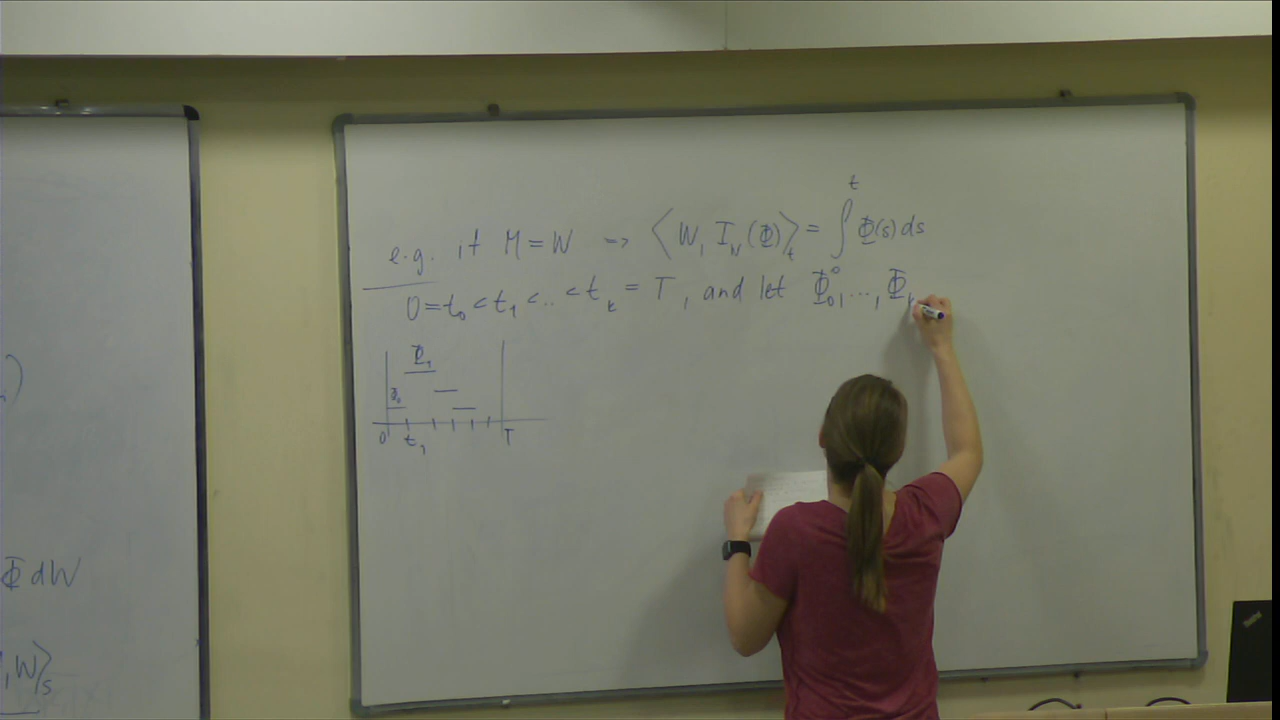 e.g. if M = W => ⟨W, I_W(Φ)⟩_t = ∫^t Φ(s) ds
0 = t_0 < t_1 < .. < t_k = T, and let Φ_0, ..., Φ_k
Φ_1
Φ_0
0 t_1 T
Φ dW
, W⟩_s